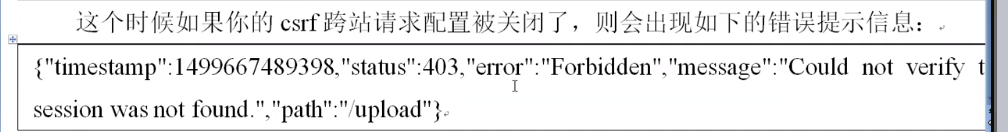 这个时候如果你的 csrf 跨站请求配置被关闭了，则会出现如下的错误提示信息：
{"timestamp":1499667489398,"status":403,"error":"Forbidden","message":"Could not verify t
session was not found.","path":"/upload"}